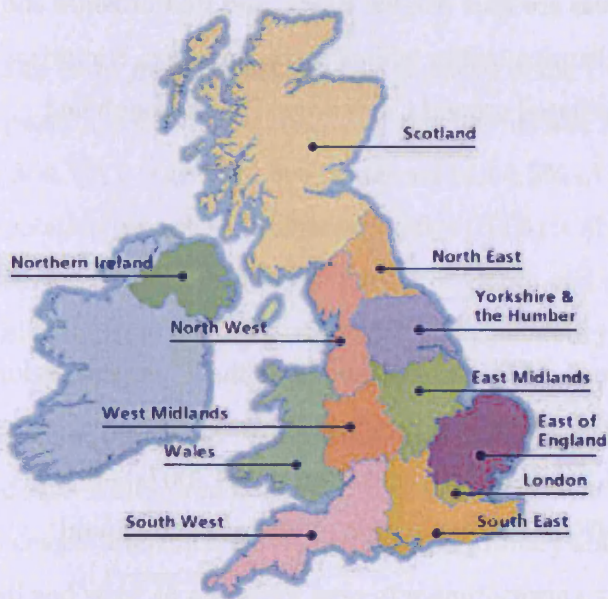 Scotland
Northern Ireland
North East
Yorkshire &
the Humber
North West
East Midlands
West Midlands
East of
England
Wales
London
South West
South East